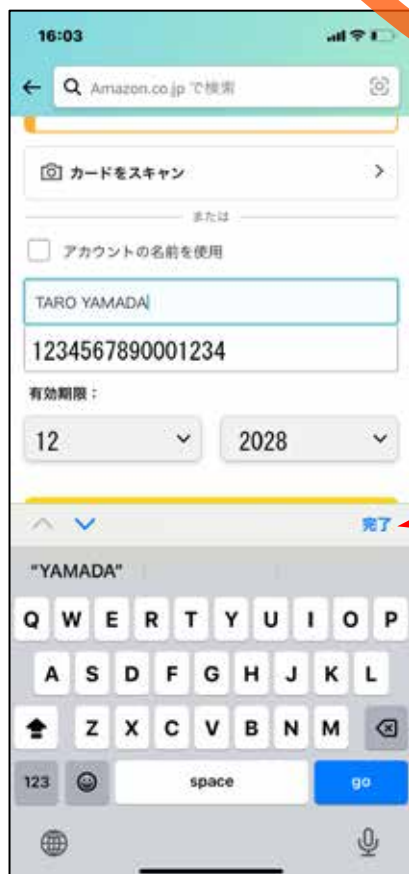 16:03
Amazon.co.jp で検索
カードをスキャン
または
アカウントの名前を使用
TARO YAMADA
1234567890001234
有効期限：
12 2028
完了
"YAMADA"
Q W E R T Y U I O P
A S D F G H J K L
Z X C V B N M
123 space go